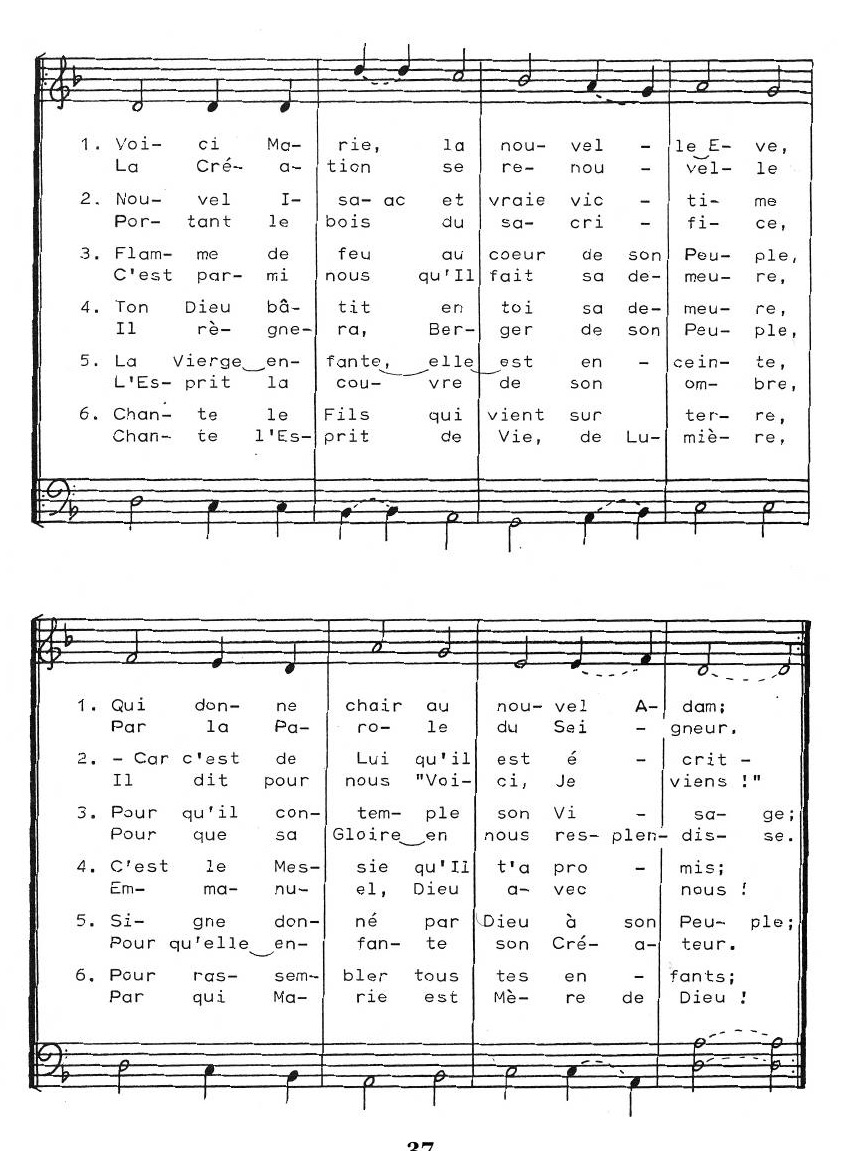 1. Voi- ci Ma- rie, la nou- vel - le E- ve,
La Cré- a- tion se re- nou - vel- le
2. Nou- vel I- sa- ac et vraie vic - ti- me
Por- tant le bois du sa- cri - fi- ce,
3. Flam- me de feu au coeur de son Peu- ple,
C'est par- mi nous qu'Il fait sa de- meu- re,
4. Ton Dieu bâ- tit en toi sa de- meu- re,
Il rè- gne- ra, Ber- ger de son Peu- ple,
5. La Vierge en- fante, elle est en - cein- te,
L'Es- prit la cou- vre de son om- bre,
6. Chan- te le Fils qui vient sur ter- re,
Chan- te l'Es- prit de Vie, de Lu- miè- re,
1. Qui don- ne chair au nou- vel A- dam;
Par la Pa- ro- le du Sei - gneur.
2. - Car c'est de Lui qu'il est é - crit -
Il dit pour nous "Voi- ci, Je viens !"
3. Pour qu'il con- tem- ple son Vi - sa- ge;
Pour que sa Gloire en nous res- plen- dis- se.
4. C'est le Mes- sie qu'Il t'a pro - mis;
Em- ma- nu- el, Dieu a- vec nous !
5. Si- gne don- né par Dieu à son Peu- ple;
Pour qu'elle en- fan- te son Cré- a- teur.
6. Pour ras- sem- bler tous tes en - fants;
Par qui Ma- rie est Mè- re de Dieu !
37